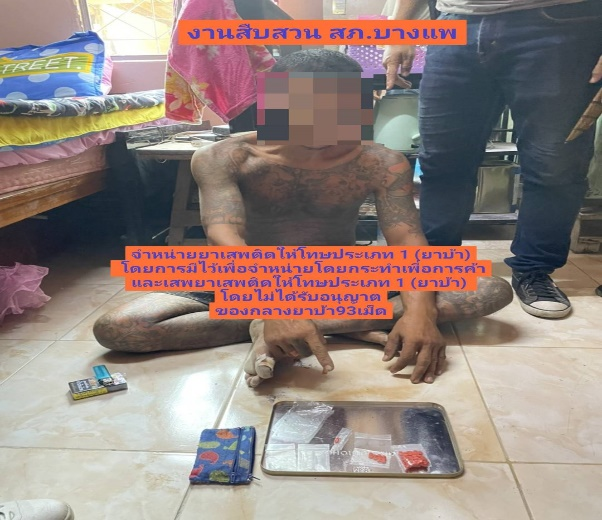 งานสืบสวน สภ.บางแพ
STREET.
จำหน่ายยาเสพติดให้โทษประเภท 1 (ยาบ้า)
โดยการมีไว้เพื่อจำหน่ายโดยกระทำเพื่อการค้า
และเสพยาเสพติดให้โทษประเภท 1 (ยาบ้า)
โดยไม่ได้รับอนุญาต
ของกลางยาบ้า93เม็ด